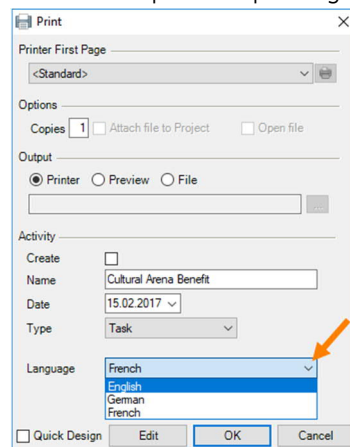 Print
Printer First Page
<Standard>
Options
Copies 1 Attach file to Project Open file
Output
Printer Preview File
...
Activity
Create
Name Cultural Arena Benefit
Date 15.02.2017
Type Task
Language French
English
German
French
Quick Design Edit OK Cancel